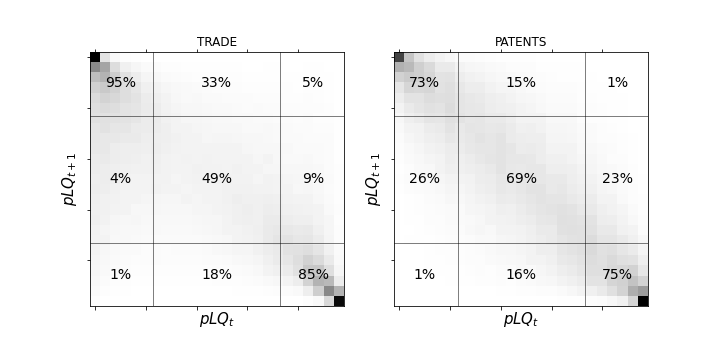 TRADE
95% 33% 5%
4% 49% 9%
1% 18% 85%
pLQ_{t+1}
pLQ_t
PATENTS
73% 15% 1%
26% 69% 23%
1% 16% 75%
pLQ_{t+1}
pLQ_t